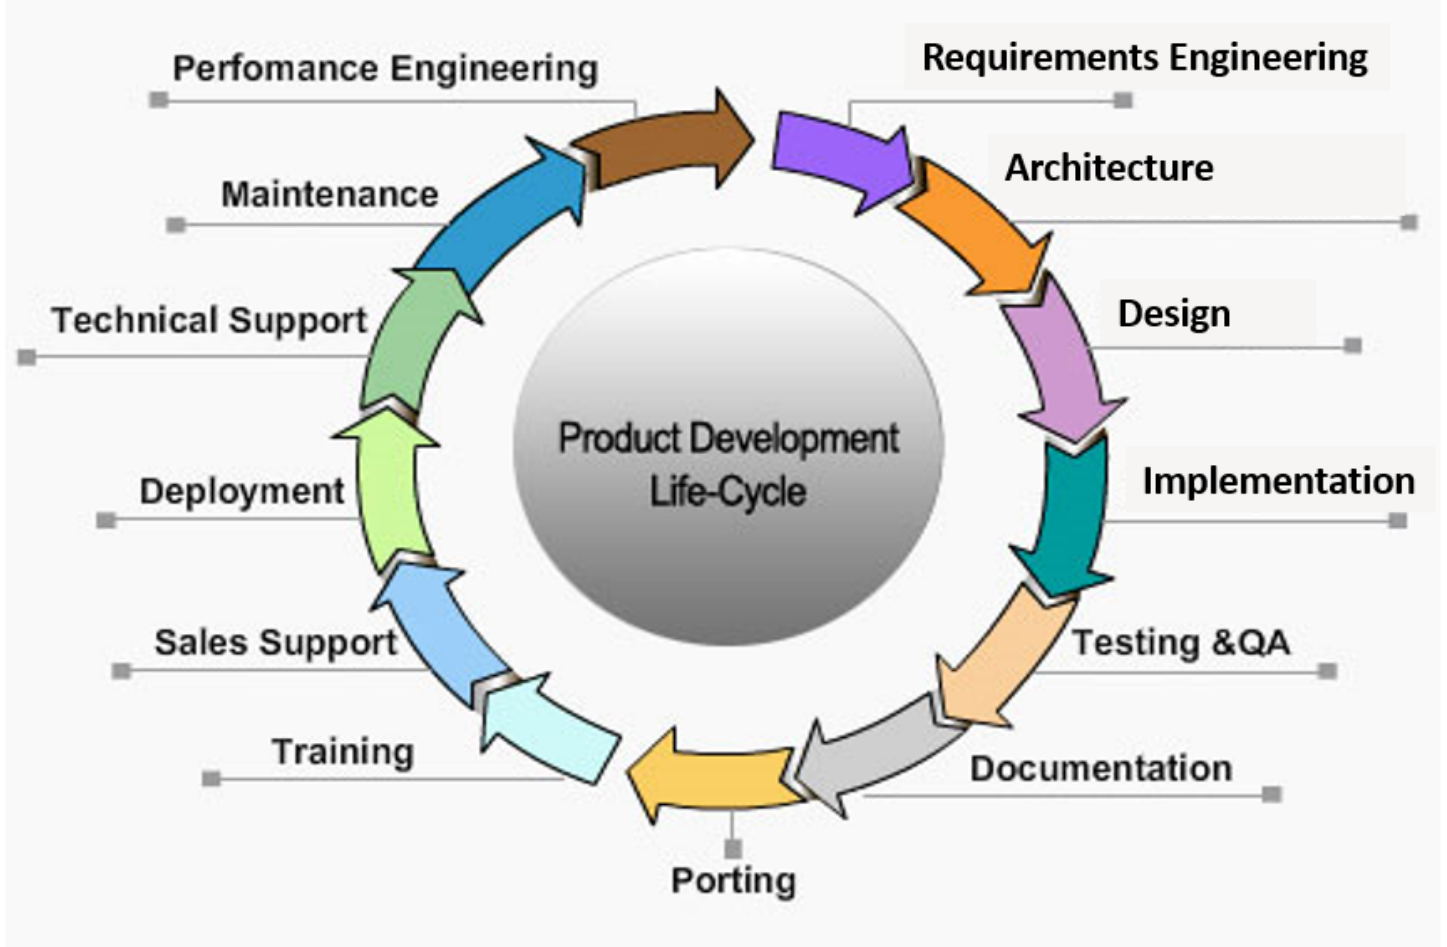 Perfomance Engineering
Requirements Engineering
Maintenance
Architecture
Technical Support
Design
Product Development
Life-Cycle
Deployment
Implementation
Sales Support
Testing &QA
Training
Documentation
Porting